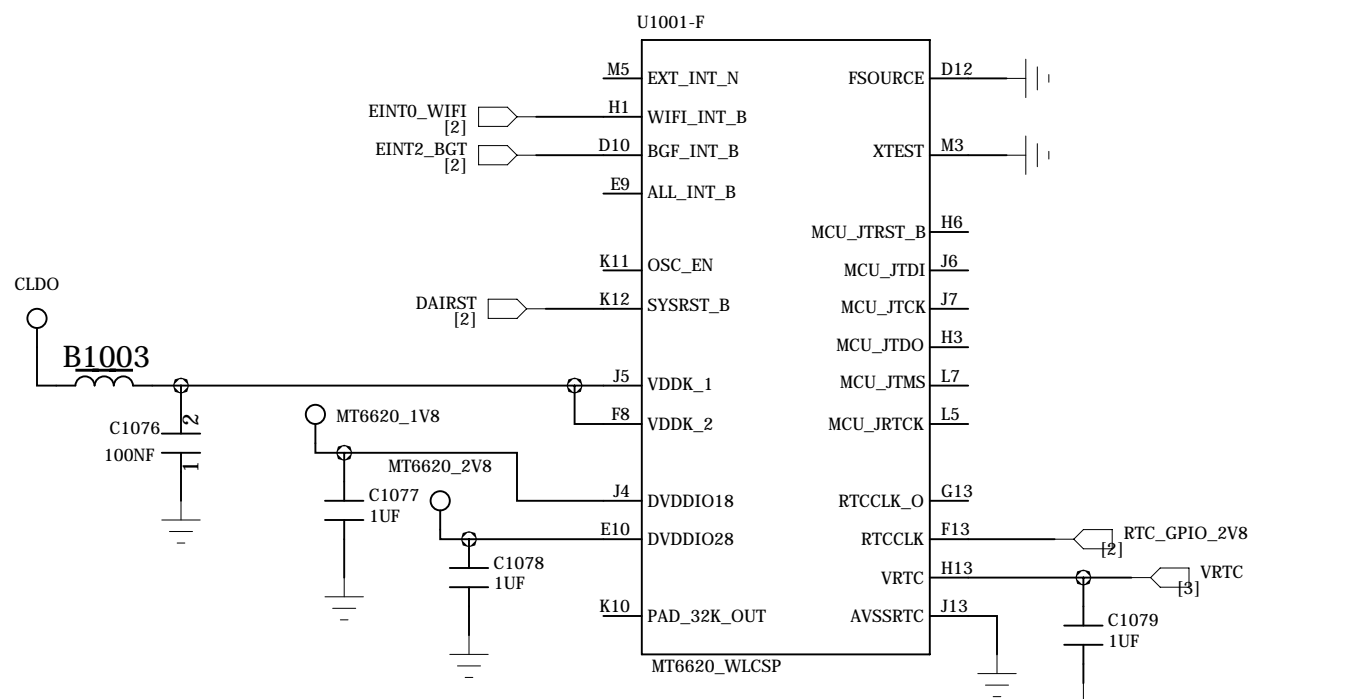 U1001-F
M5
EXT_INT_N
FSOURCE
D12
EINT0_WIFI
[2]
H1
WIFI_INT_B
EINT2_BGT
[2]
D10
BGF_INT_B
XTEST
M3
E9
ALL_INT_B
MCU_JTRST_B
H6
K11
OSC_EN
MCU_JTDI
J6
CLDO
DAIRST
[2]
K12
SYSRST_B
MCU_JTCK
J7
MCU_JTDO
H3
B1003
J5
VDDK_1
MCU_JTMS
L7
C1076
100NF
2
1
MT6620_1V8
F8
VDDK_2
MCU_JRTCK
L5
MT6620_2V8
C1077
1UF
J4
DVDDIO18
RTCCLK_O
G13
E10
DVDDIO28
RTCCLK
F13
RTC_GPIO_2V8
[2]
C1078
1UF
VRTC
H13
VRTC
[3]
K10
PAD_32K_OUT
AVSSRTC
J13
C1079
1UF
MT6620_WLCSP